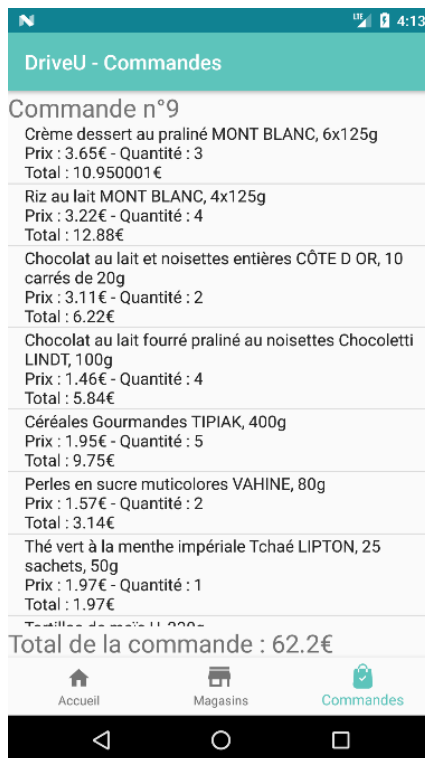 4:13
DriveU - Commandes
Commande n°9
Crème dessert au praliné MONT BLANC, 6x125g
Prix : 3.65€ - Quantité : 3
Total : 10.950001€
Riz au lait MONT BLANC, 4x125g
Prix : 3.22€ - Quantité : 4
Total : 12.88€
Chocolat au lait et noisettes entières CÔTE D OR, 10
carrés de 20g
Prix : 3.11€ - Quantité : 2
Total : 6.22€
Chocolat au lait fourré praliné au noisettes Chocoletti
LINDT, 100g
Prix : 1.46€ - Quantité : 4
Total : 5.84€
Céréales Gourmandes TIPIAK, 400g
Prix : 1.95€ - Quantité : 5
Total : 9.75€
Perles en sucre muticolores VAHINE, 80g
Prix : 1.57€ - Quantité : 2
Total : 3.14€
Thé vert à la menthe impériale Tchaé LIPTON, 25
sachets, 50g
Prix : 1.97€ - Quantité : 1
Total : 1.97€
Total de la commande : 62.2€
Accueil
Magasins
Commandes